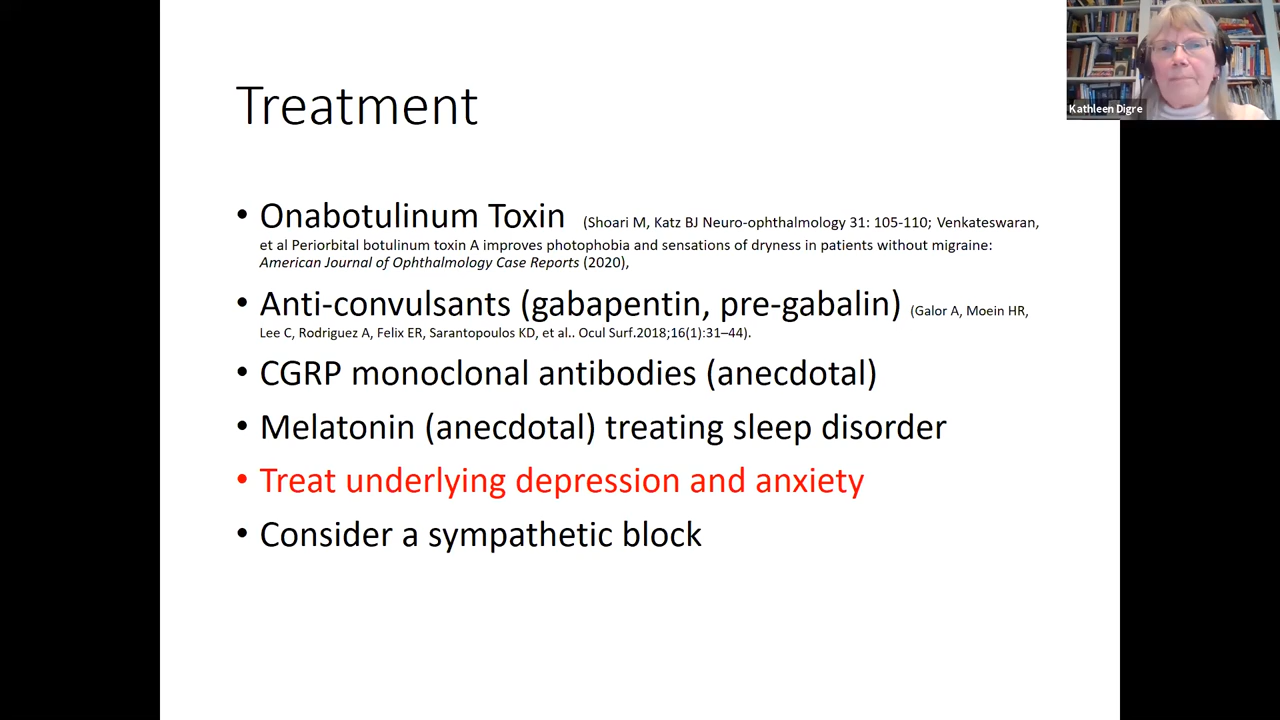 Kathleen Digre
Treatment
• Onabotulinum Toxin (Shoari M, Katz BJ Neuro-ophthalmology 31: 105-110; Venkateswaran,
et al Periorbital botulinum toxin A improves photophobia and sensations of dryness in patients without migraine:
American Journal of Ophthalmology Case Reports (2020),
• Anti-convulsants (gabapentin, pre-gabalin) (Galor A, Moein HR,
Lee C, Rodriguez A, Felix ER, Sarantopoulos KD, et al.. Ocul Surf.2018;16(1):31–44).
• CGRP monoclonal antibodies (anecdotal)
• Melatonin (anecdotal) treating sleep disorder
• Treat underlying depression and anxiety
• Consider a sympathetic block